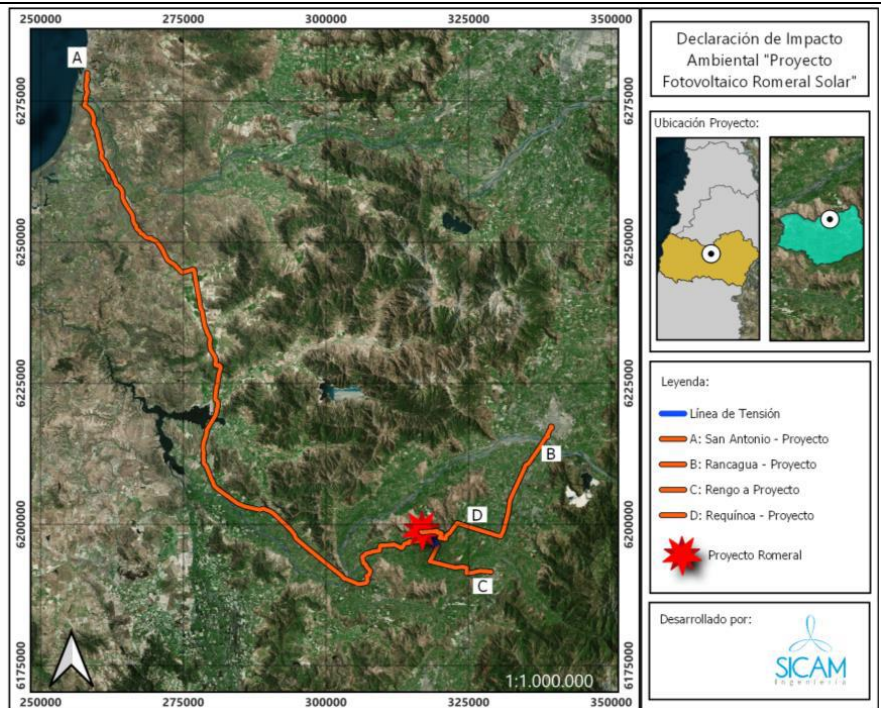 250000 275000 300000 325000 350000
A
6275000
6275000
6250000
6250000
6225000
6225000
B
6200000
6200000
D
C
6175000
6175000
1:1.000.000
250000 275000 300000 325000 350000
Declaración de Impacto
Ambiental "Proyecto
Fotovoltaico Romeral Solar"
Ubicación Proyecto:
Leyenda:
Línea de Tensión
A: San Antonio - Proyecto
B: Rancagua - Proyecto
C: Rengo a Proyecto
D: Requínoa - Proyecto
Proyecto Romeral
Desarrollado por:
SICAM
Ingeniería